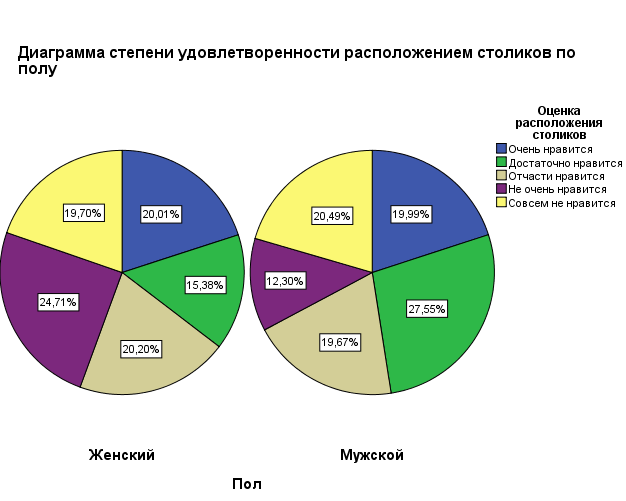 Диаграмма степени удовлетворенности расположением столиков по
полу
Оценка
расположения
столиков
Очень нравится
Достаточно нравится
Отчасти нравится
Не очень нравится
Совсем не нравится
19,70%
20,01%
15,38%
24,71%
20,20%
20,49%
19,99%
12,30%
27,55%
19,67%
Женский
Мужской
Пол